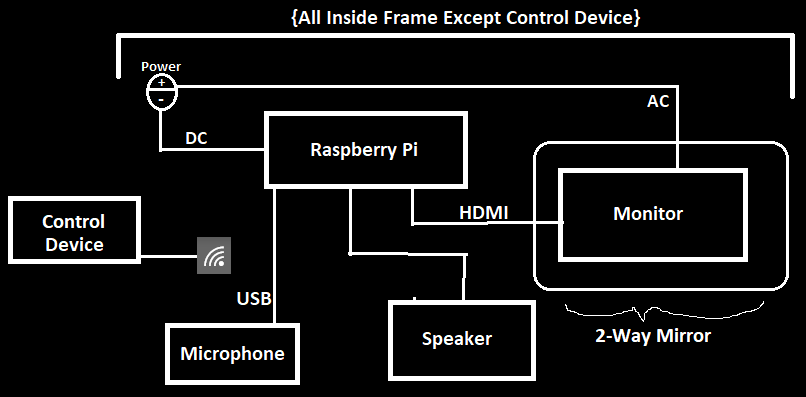 {All Inside Frame Except Control Device}
Power
+
-
AC
DC
Raspberry Pi
Control
Device
HDMI
Monitor
USB
Microphone
Speaker
2-Way Mirror